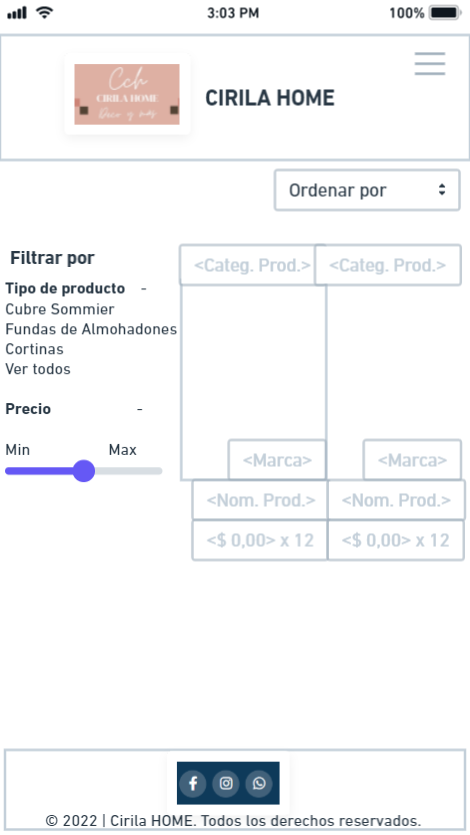 3:03 PM
100%
Cch
CIRILA HOME
Deco y más
CIRILA HOME
Ordenar por
Filtrar por
<Categ. Prod.> <Categ. Prod.>
Tipo de producto -
Cubre Sommier
Fundas de Almohadones
Cortinas
Ver todos
Precio -
Min Max
<Marca> <Marca>
<Nom. Prod.> <Nom. Prod.>
<$ 0,00> x 12 <$ 0,00> x 12
© 2022 | Cirila HOME. Todos los derechos reservados.